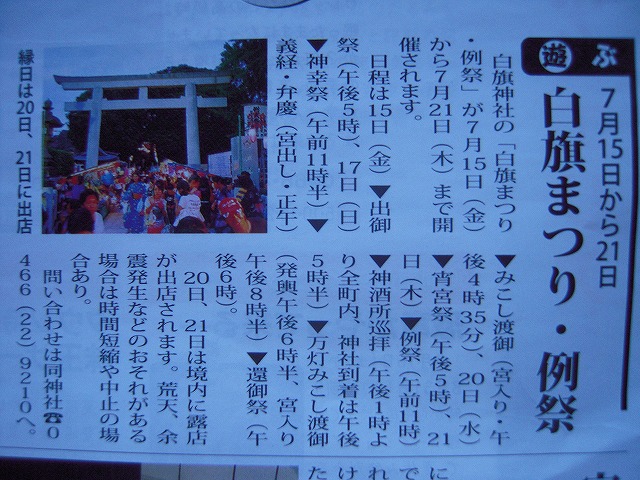 遊ぶ
7月15日から21日
白旗まつり・例祭
白旗神社の「白旗まつり
・例祭」が7月15日（金）
から7月21日（木）まで開
催されます。
日程は15日（金）▼出御
祭（午後5時）、17日（日）
▼神幸祭（午前11時半）▼
義経・弁慶（宮出し・正午）
縁日は20日、21日に出店
▼みこし渡御（宮入り・午
後4時35分）、20日（水）
▼宵宮祭（午後5時）、21
日（木）▼例祭（午前11時）
▼神酒所巡拝（午後1時よ
り全町内、神社到着は午後
5時半）▼万灯みこし渡御
（発輿午後6時半、宮入り
午後8時半）▼還御祭（午
後6時）。
20日、21日は境内に露店
が出店されます。荒天、余
震発生などのおそれがある
場合は時間短縮や中止の場
合あり。
問い合わせは同神社☎0
466（22）9210へ。